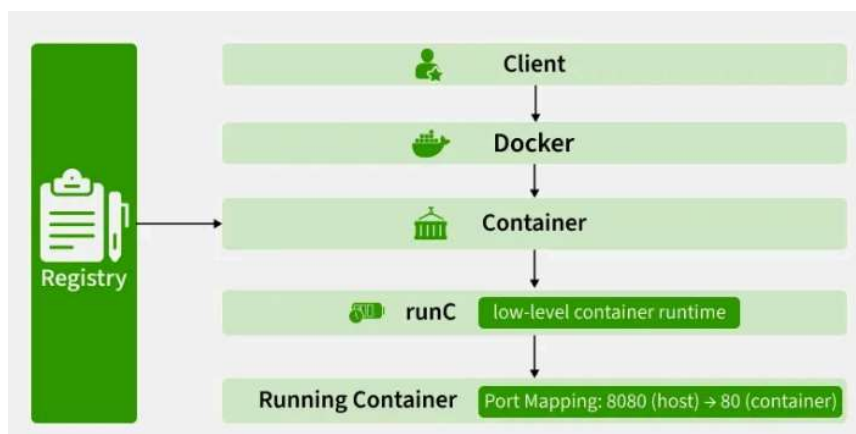 Client
Docker
Container
Registry
runC low-level container runtime
Running Container Port Mapping: 8080 (host) → 80 (container)